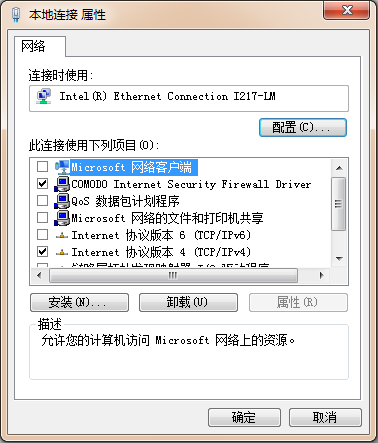 本地连接 属性
网络
连接时使用:
Intel(R) Ethernet Connection I217-LM
配置(C)...
此连接使用下列项目(O):
Microsoft 网络客户端
COMODO Internet Security Firewall Driver
QoS 数据包计划程序
Microsoft 网络的文件和打印机共享
Internet 协议版本 6 (TCP/IPv6)
Internet 协议版本 4 (TCP/IPv4)
安装(N)...
卸载(U)
属性(R)
描述
允许您的计算机访问 Microsoft 网络上的资源。
确定
取消